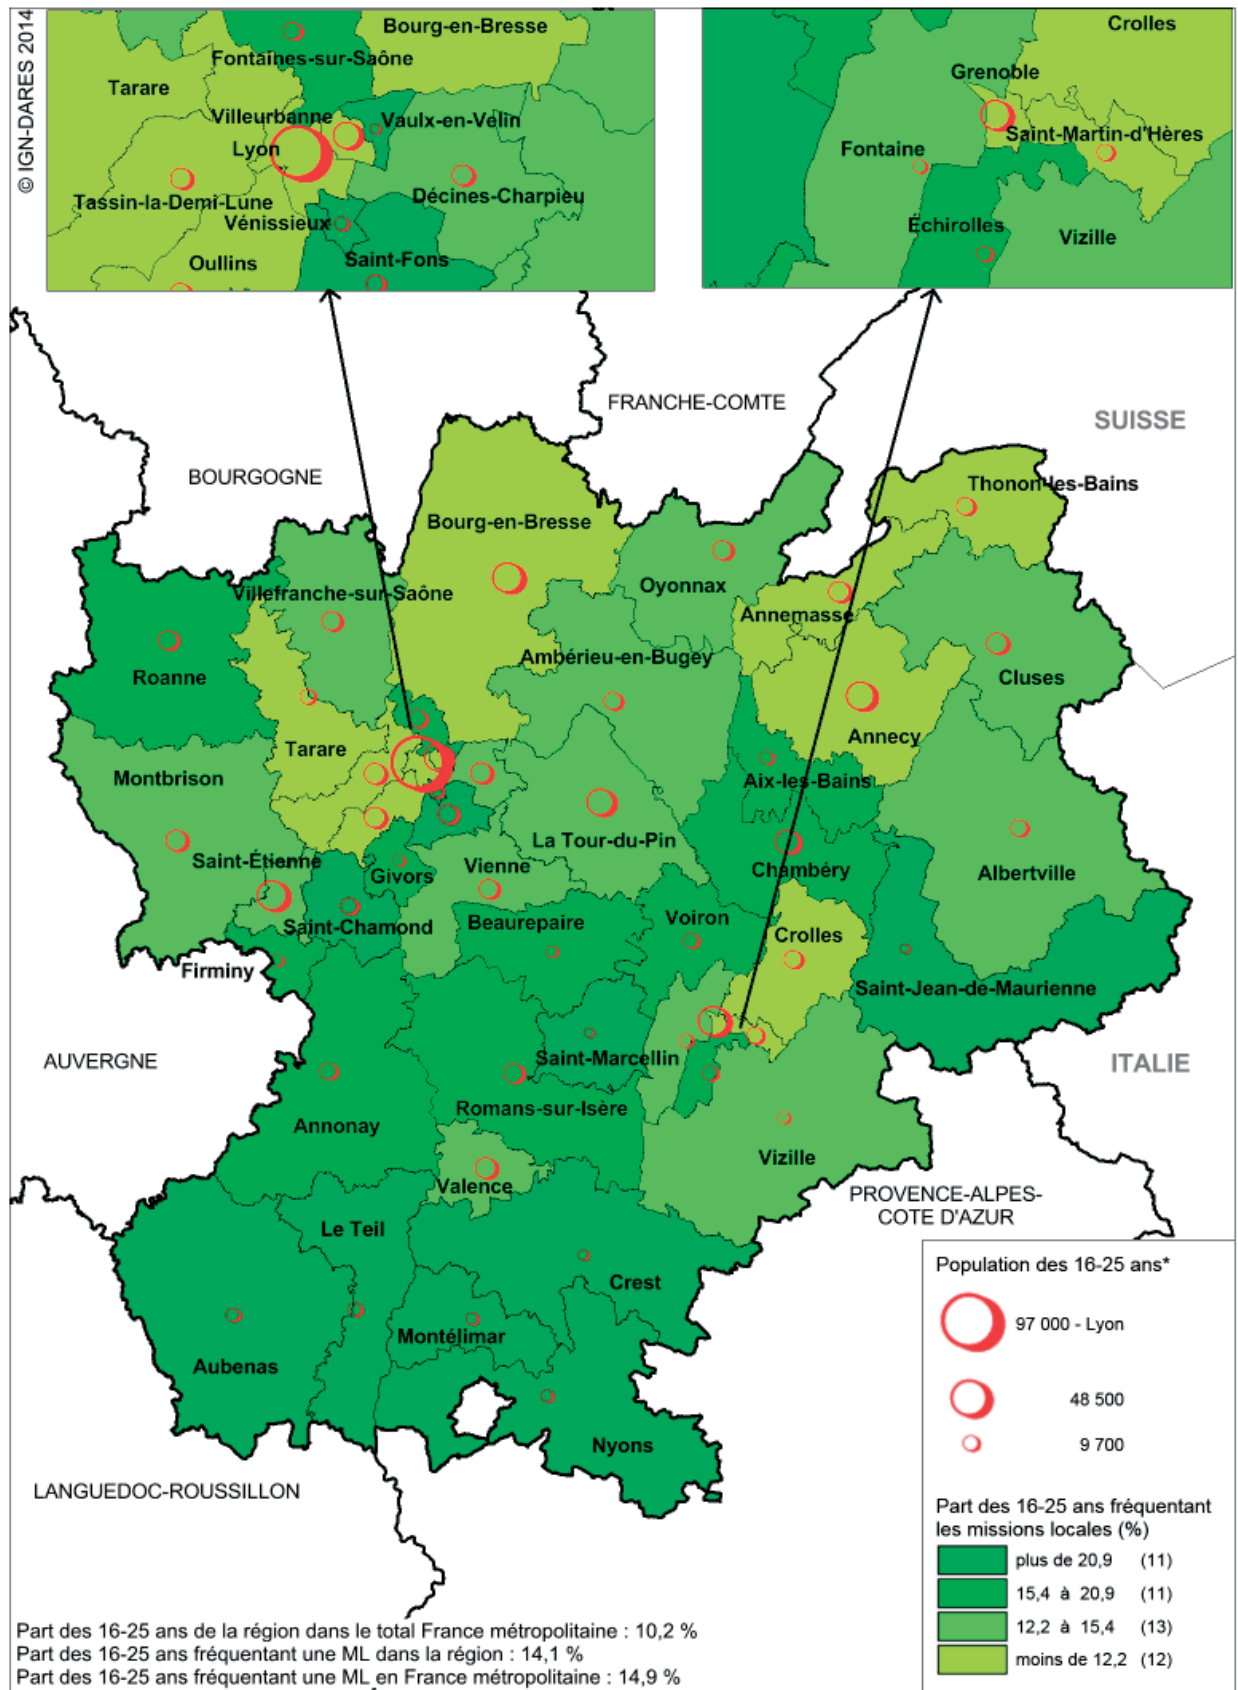 © IGN-DARES 2014
Bourg-en-Bresse
Fontaines-sur-Saône
Tarare
Villeurbanne
Vaulx-en-Velin
Lyon
Tassin-la-Demi-Lune
Décines-Charpieu
Vénissieux
Oullins
Saint-Fons
Crolles
Grenoble
Saint-Martin-d'Hères
Fontaine
Échirolles
Vizille
FRANCHE-COMTE
SUISSE
BOURGOGNE
Thonon-les-Bains
Bourg-en-Bresse
Oyonnax
Villefranche-sur-Saône
Annemasse
Ambérieu-en-Bugey
Roanne
Cluses
Annecy
Tarare
Montbrison
Aix-les-Bains
La Tour-du-Pin
Saint-Étienne
Vienne
Givors
Chambéry
Albertville
Voiron
Beaurepaire
Saint-Chamond
Crolles
Firminy
Saint-Jean-de-Maurienne
AUVERGNE
Saint-Marcellin
ITALIE
Romans-sur-Isère
Annonay
Vizille
Valence
PROVENCE-ALPES-
COTE D'AZUR
Le Teil
Crest
Montélimar
Aubenas
Nyons
LANGUEDOC-ROUSSILLON
Population des 16-25 ans*
97 000 - Lyon
48 500
9 700
Part des 16-25 ans fréquentant
les missions locales (%)
plus de 20,9 (11)
15,4 à 20,9 (11)
12,2 à 15,4 (13)
moins de 12,2 (12)
Part des 16-25 ans de la région dans le total France métropolitaine : 10,2 %
Part des 16-25 ans fréquentant une ML dans la région : 14,1 %
Part des 16-25 ans fréquentant une ML en France métropolitaine : 14,9 %